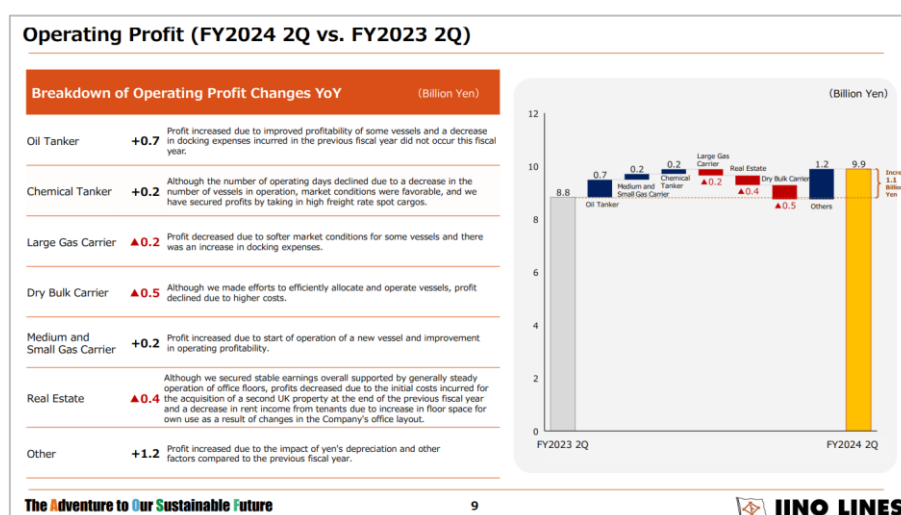 Operating Profit (FY2024 2Q vs. FY2023 2Q)
Breakdown of Operating Profit Changes YoY (Billion Yen)
Oil Tanker +0.7 Profit increased due to improved profitability of some vessels and a decrease
in docking expenses incurred in the previous fiscal year did not occur this fiscal
year.
Chemical Tanker +0.2 Although the number of operating days declined due to a decrease in the
number of vessels in operation, market conditions were favorable, and we
have secured profits by taking in high freight rate spot cargos.
Large Gas Carrier ▲0.2 Profit decreased due to softer market conditions for some vessels and there
was an increase in docking expenses.
Dry Bulk Carrier ▲0.5 Although we made efforts to efficiently allocate and operate vessels, profit
declined due to higher costs.
Medium and
Small Gas Carrier +0.2 Profit increased due to start of operation of a new vessel and improvement
in operating profitability.
Real Estate ▲0.4 Although we secured stable earnings overall supported by generally steady
operation of office floors, profits decreased due to the initial costs incurred for
the acquisition of a second UK property at the end of the previous fiscal year
and a decrease in rent income from tenants due to increase in floor space for
own use as a result of changes in the Company's office layout.
Other +1.2 Profit increased due to the impact of yen's depreciation and other
factors compared to the previous fiscal year.
(Billion Yen)
12
10
8
6
4
2
0
8.8
0.7
Oil Tanker
0.2
Medium and
Small Gas Carrier
0.2
Chemical
Tanker
Large Gas
Carrier
▲0.2
Real Estate
▲0.4
Dry Bulk Carrier
▲0.5
1.2
Others
9.9
Incre
1.1
Billio
Yen
FY2023 2Q
FY2024 2Q
The Adventure to Our Sustainable Future
9
IINO LINES